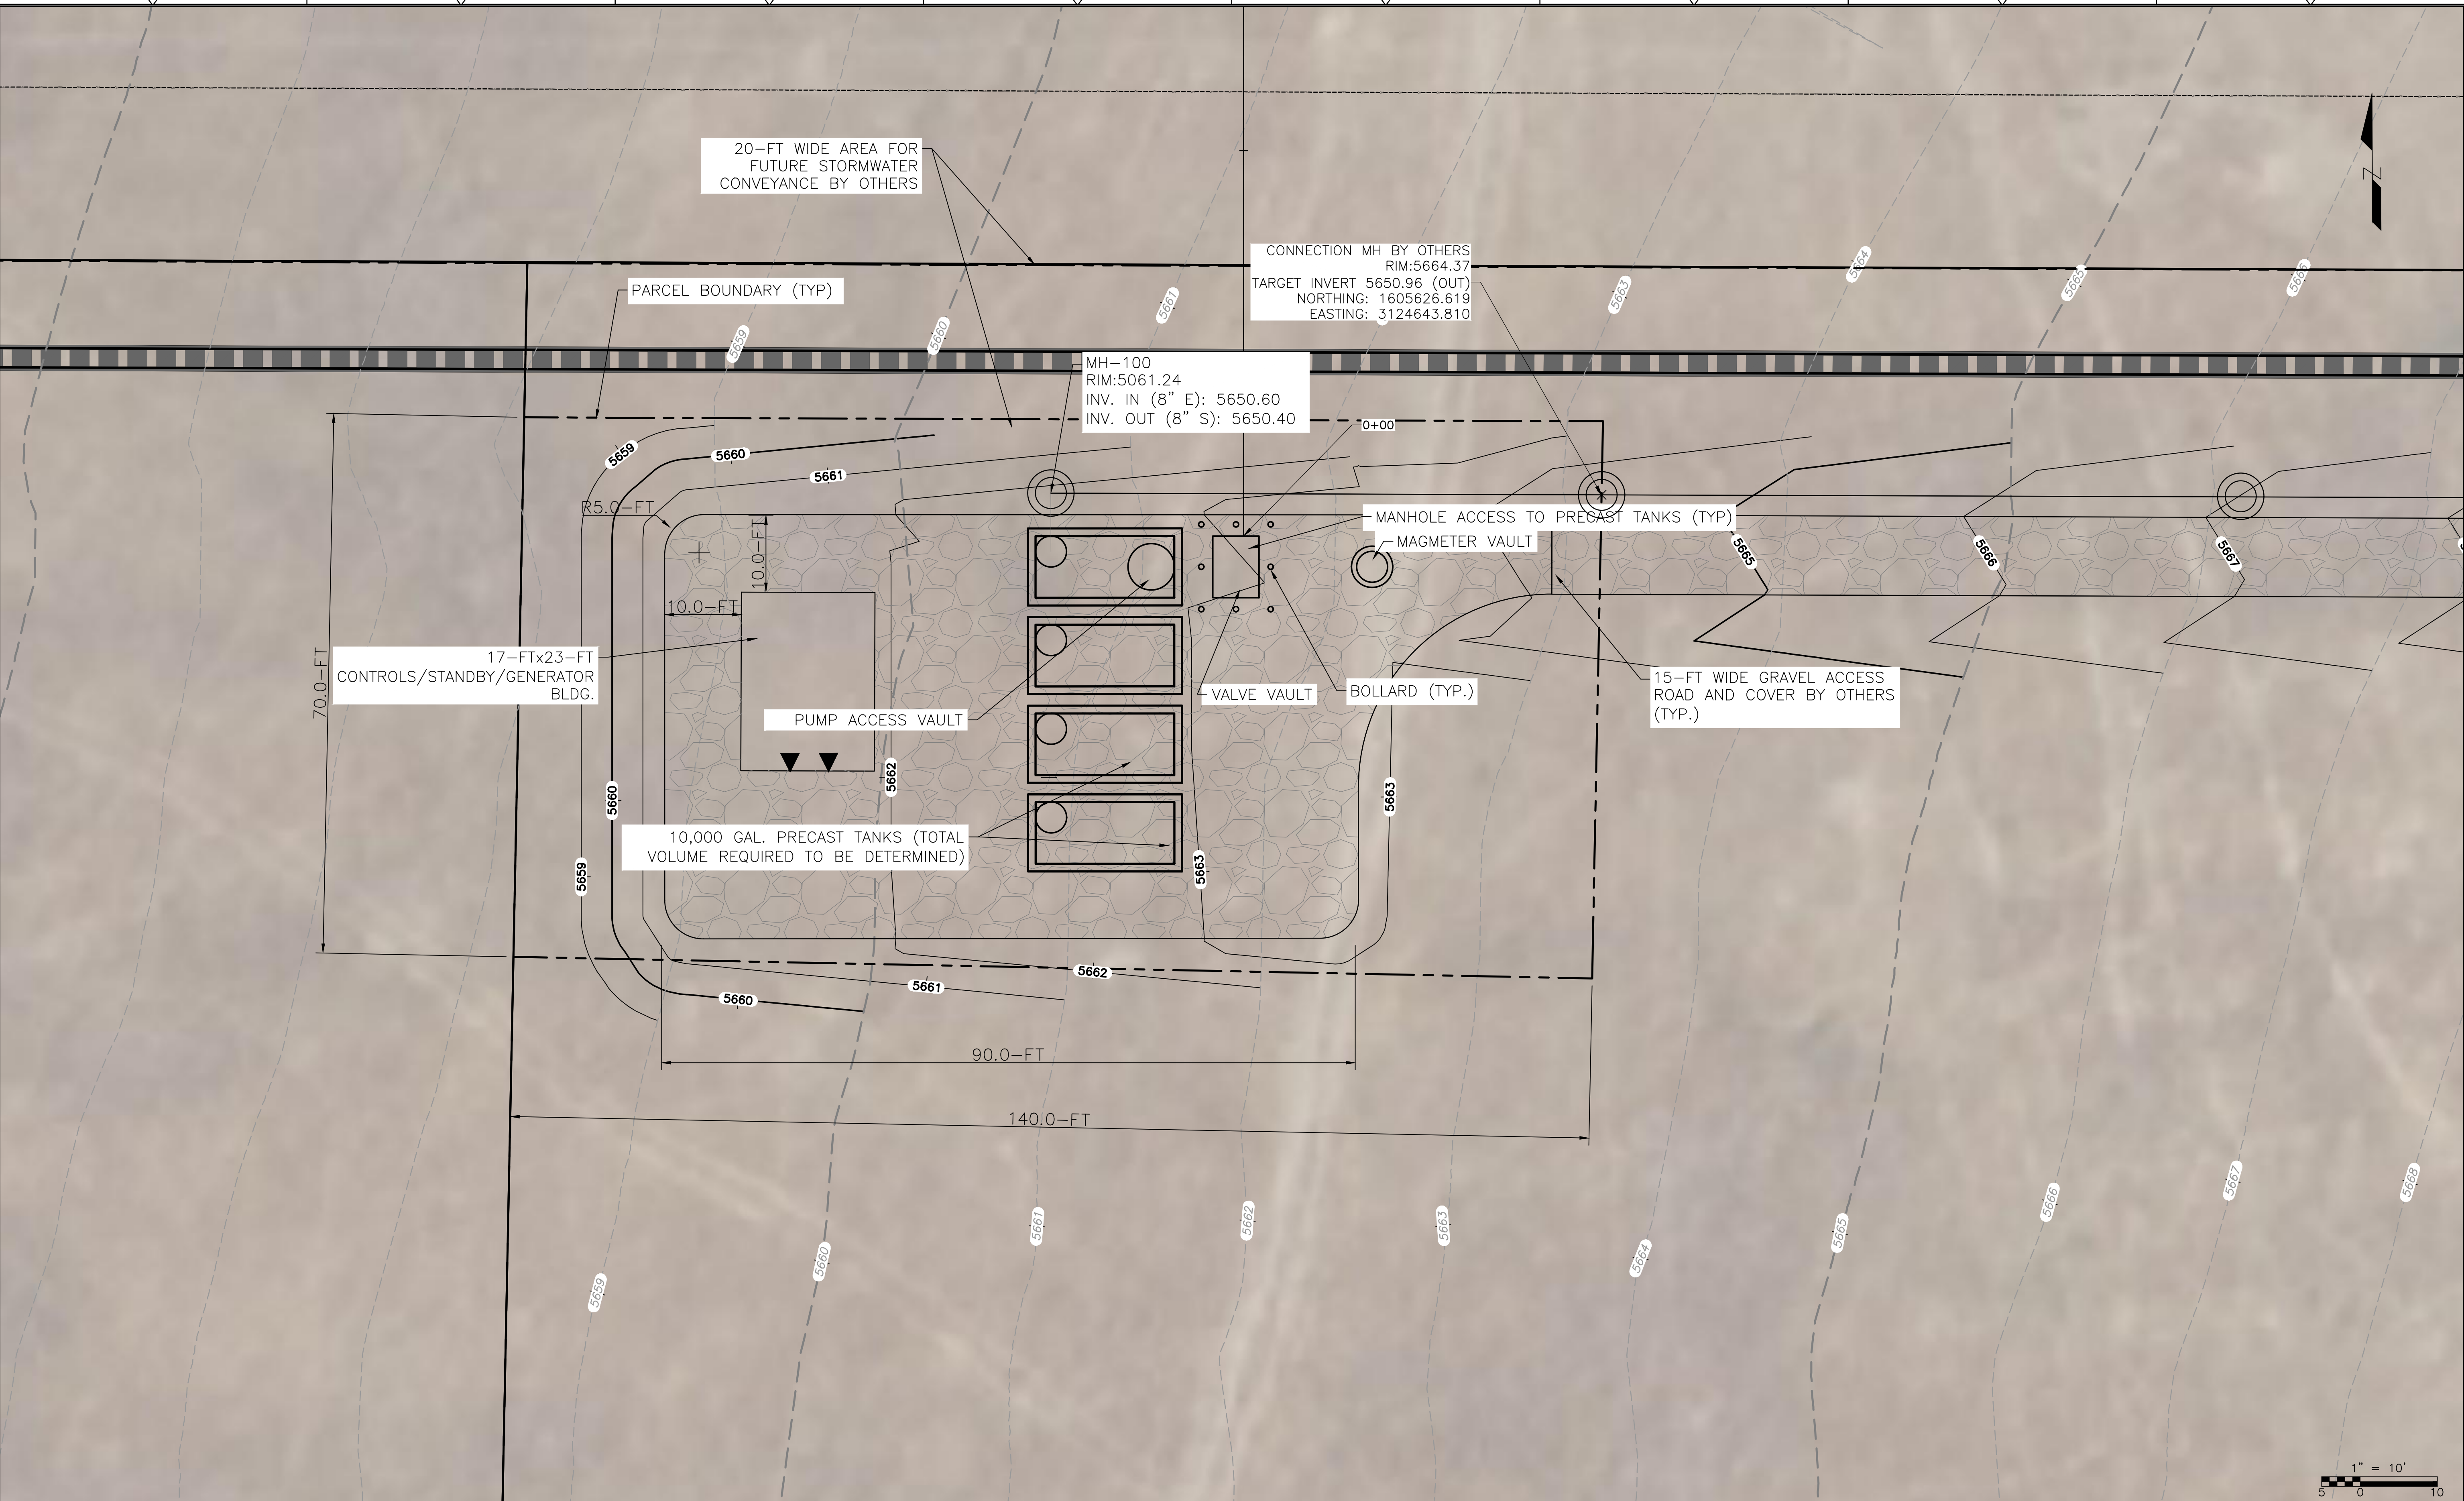 20-FT WIDE AREA FOR
FUTURE STORMWATER
CONVEYANCE BY OTHERS
Z
CONNECTION MH BY OTHERS
RIM:5664.37
TARGET INVERT 5650.96 (OUT)
NORTHING: 1605626.619
EASTING: 3124643.810
PARCEL BOUNDARY (TYP)
5659
5660
5661
5663
5664
5665
5666
MH-100
RIM:5061.24
INV. IN (8" E): 5650.60
INV. OUT (8" S): 5650.40
0+00
5659
5660
5661
R5.0-FT
10.0-FT
10.0-FT
MANHOLE ACCESS TO PRECAST TANKS (TYP)
MAGMETER VAULT
5665
5666
5667
70.0-FT
17-FTx23-FT
CONTROLS/STANDBY/GENERATOR
BLDG.
PUMP ACCESS VAULT
VALVE VAULT
BOLLARD (TYP.)
15-FT WIDE GRAVEL ACCESS
ROAD AND COVER BY OTHERS
(TYP.)
5660
5662
5663
10,000 GAL. PRECAST TANKS (TOTAL
VOLUME REQUIRED TO BE DETERMINED)
5659
5663
5660
5661
5662
90.0-FT
140.0-FT
5659
5660
5661
5662
5663
5664
5665
5666
5667
5668
1" = 10'
5 0 10